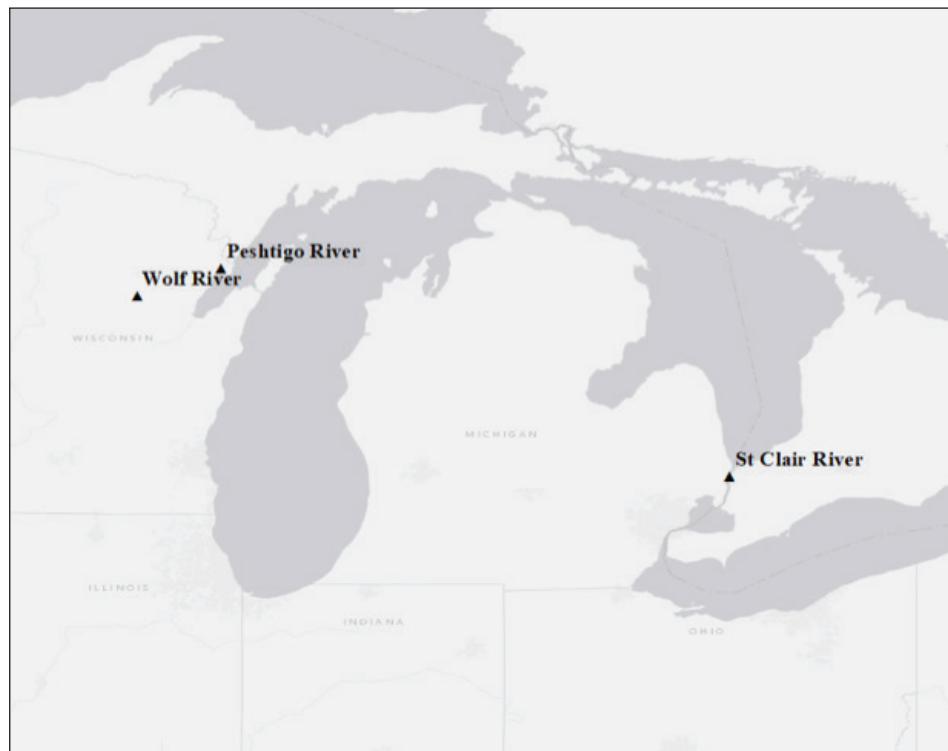 Peshtigo River
Wolf River
WISCONSIN
MICHIGAN
St Clair River
ILLINOIS
INDIANA
OHIO